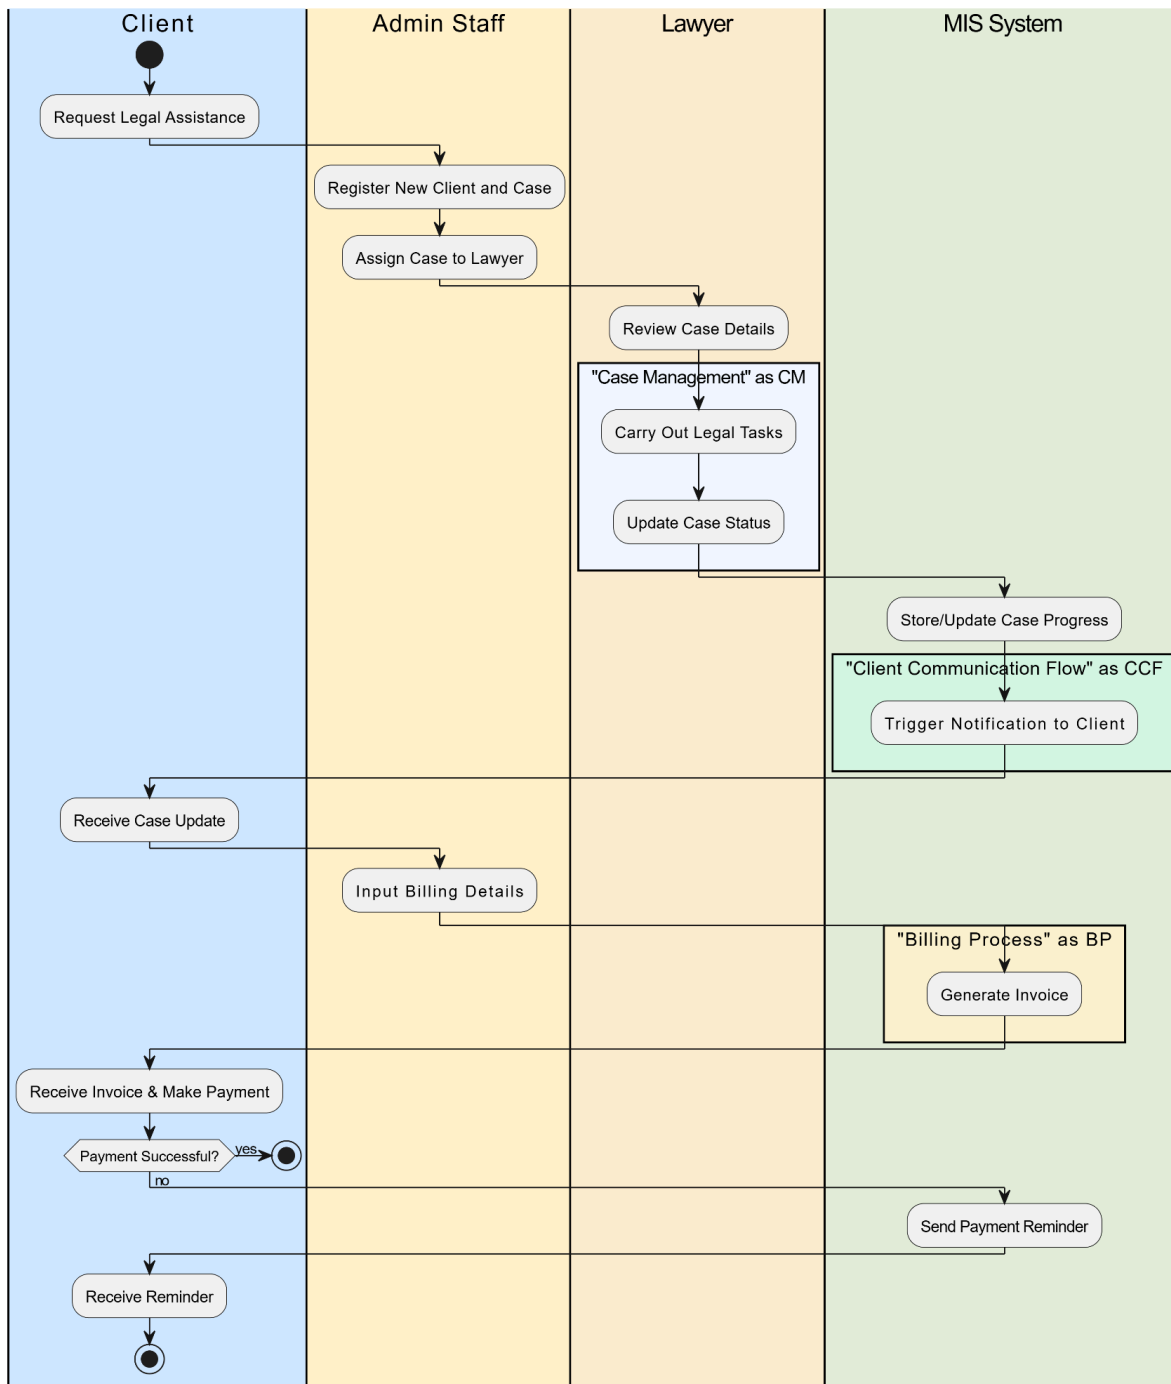 Client
Admin Staff
Lawyer
MIS System
Request Legal Assistance
Register New Client and Case
Assign Case to Lawyer
Review Case Details
"Case Management" as CM
Carry Out Legal Tasks
Update Case Status
Store/Update Case Progress
"Client Communication Flow" as CCF
Trigger Notification to Client
Receive Case Update
Input Billing Details
"Billing Process" as BP
Generate Invoice
Receive Invoice & Make Payment
Payment Successful?
yes
no
Send Payment Reminder
Receive Reminder